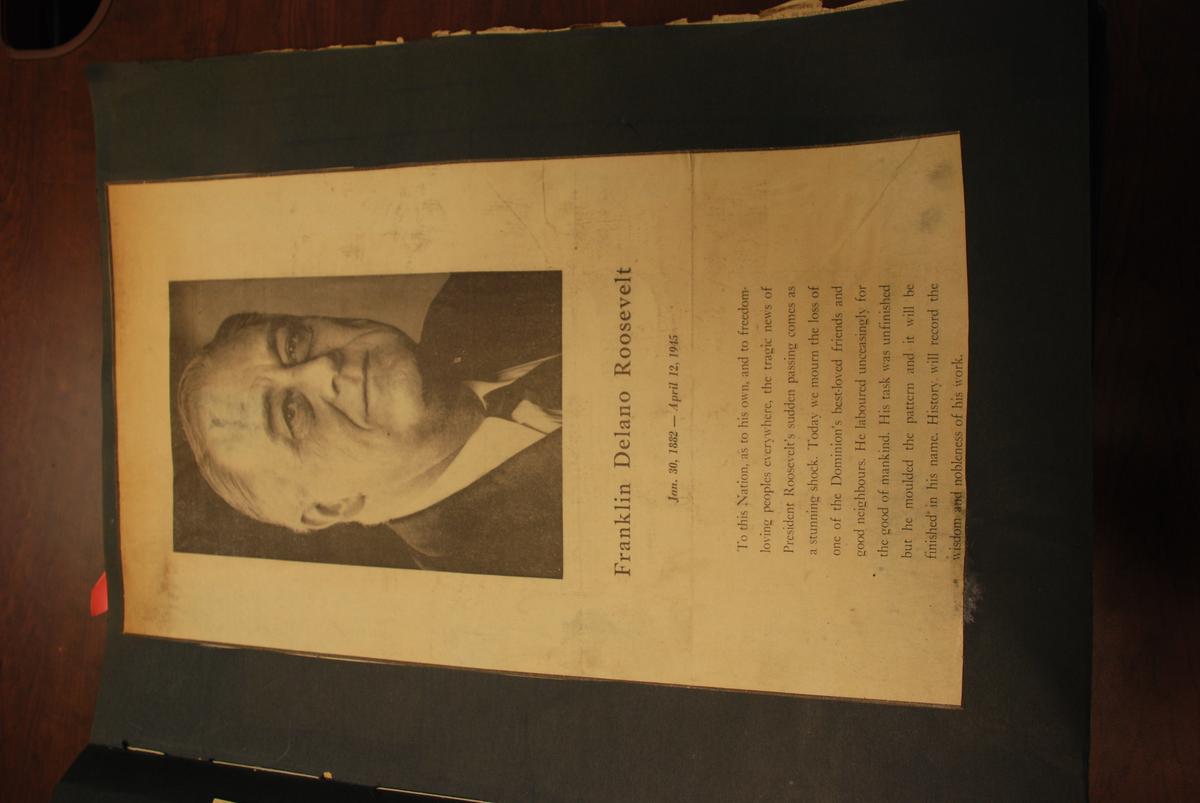 Franklin Delano Roosevelt
Jan. 30, 1882 — April 12, 1945
To this Nation, as to his own, and to freedom-
loving peoples everywhere, the tragic news of
President Roosevelt's sudden passing comes as
a stunning shock. Today we mourn the loss of
one of the Dominion's best-loved friends and
good neighbours. He laboured unceasingly for
the good of mankind. His task was unfinished
but he moulded the pattern and it will be
finished in his name. History will record the
wisdom and nobleness of his work.